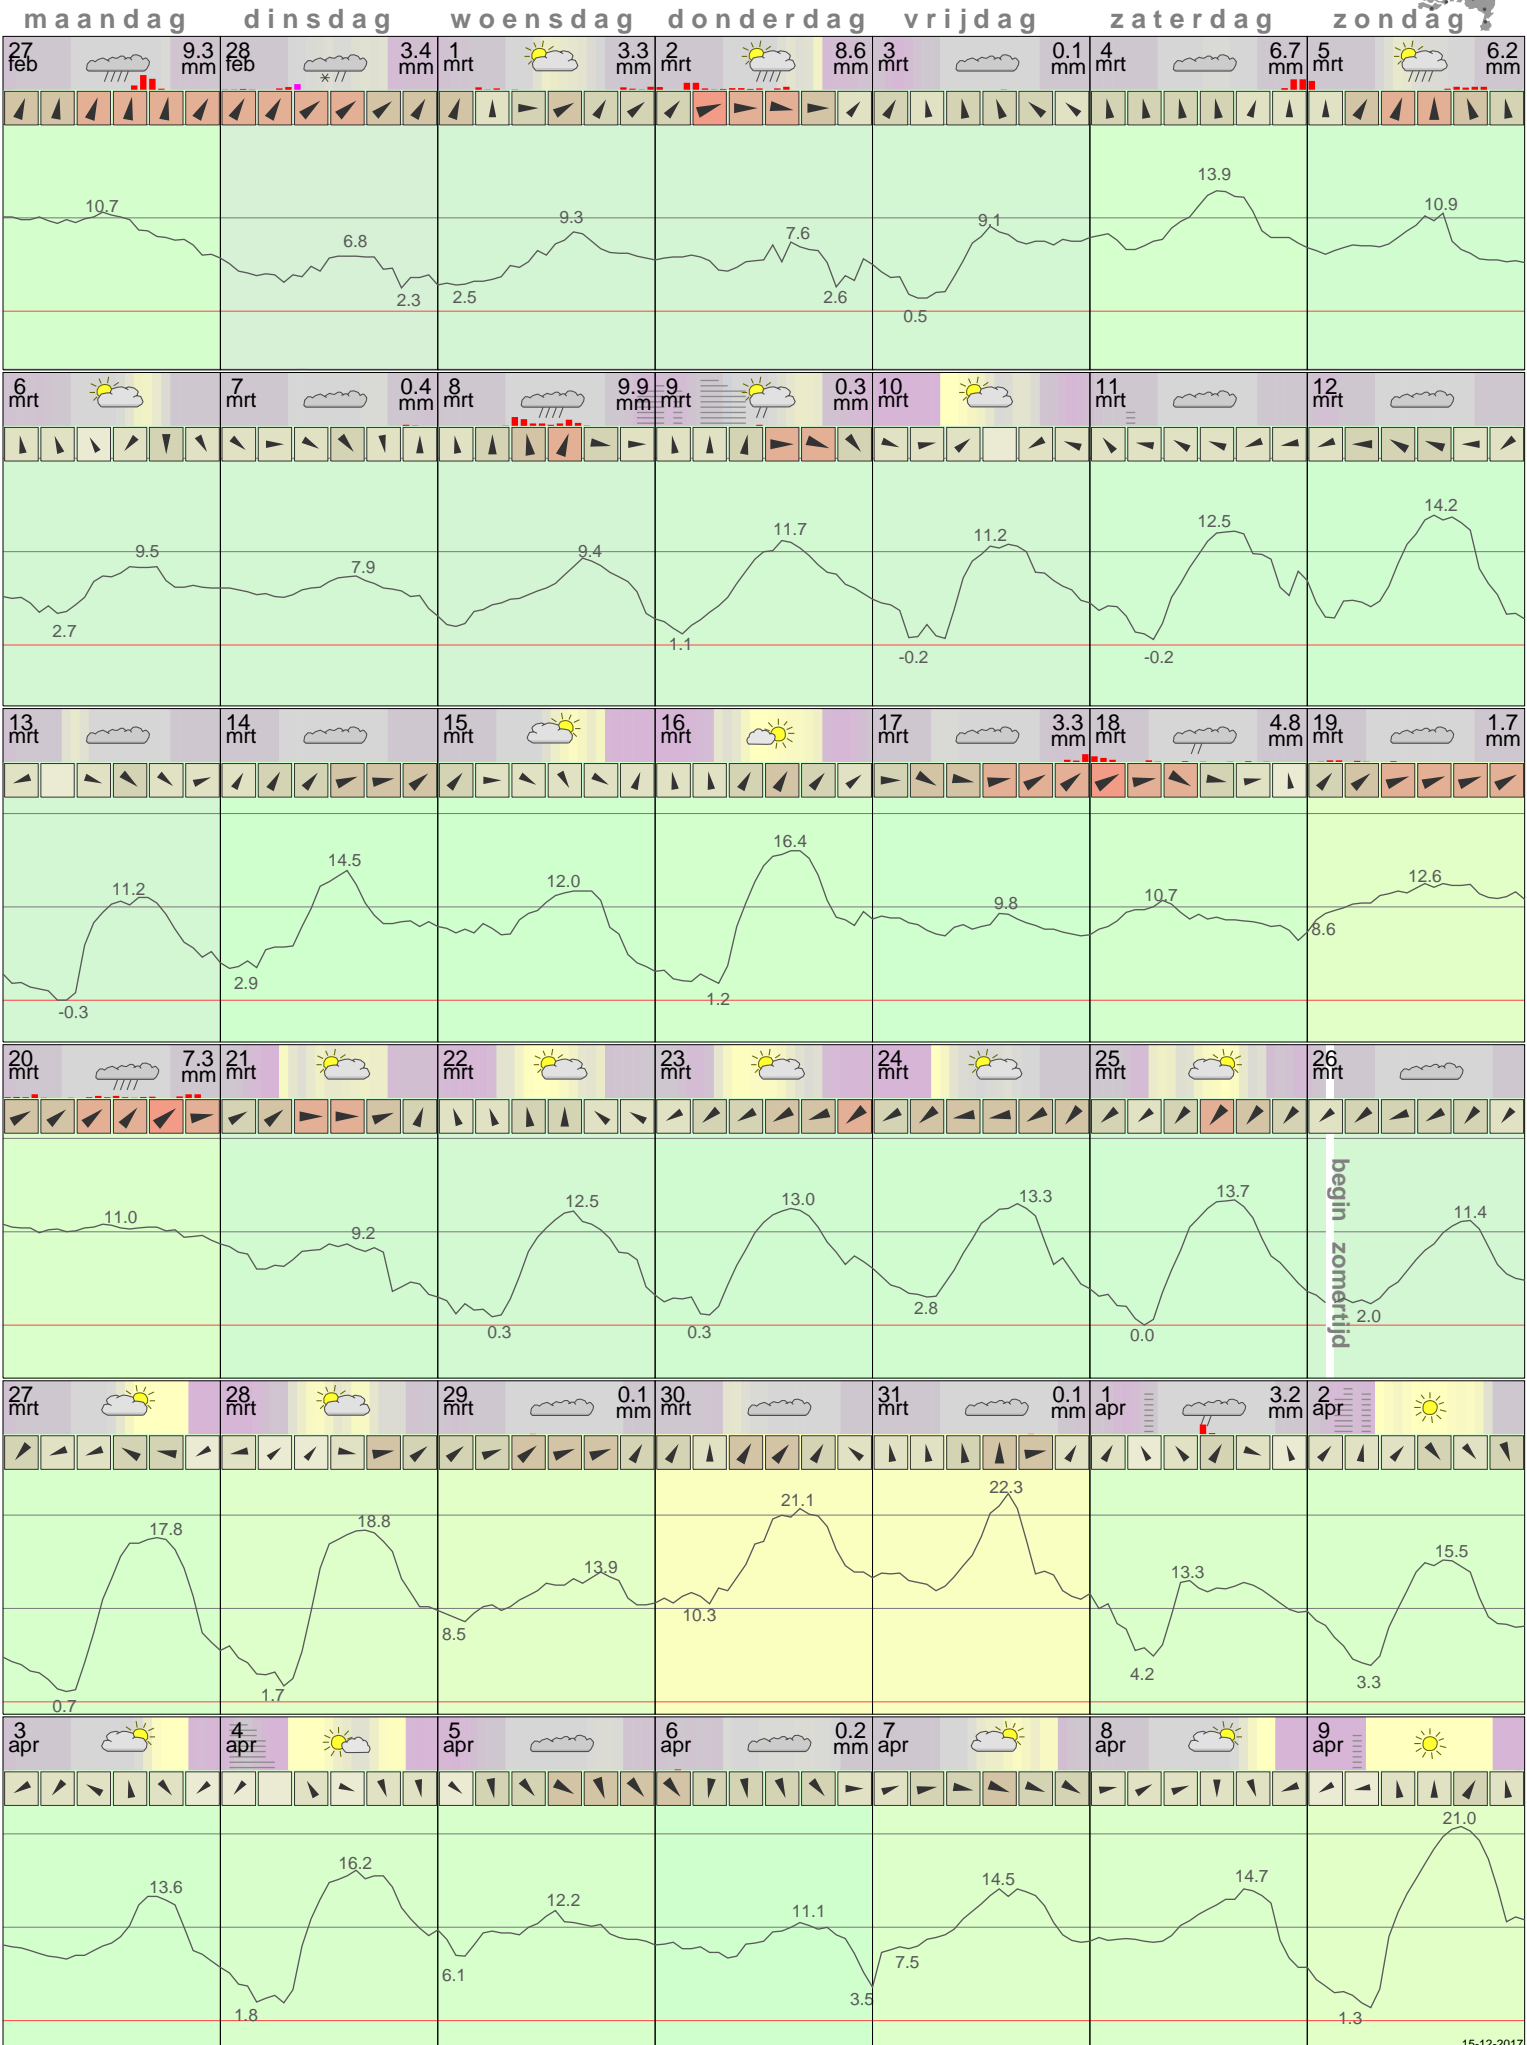 maandag dinsdag woensdag donderdag vrijdag zaterdag zondag
27 9.3 28 3.4 1 3.3 2 8.6 3 0.1 4 6.7 5 6.2
feb mm feb mm mrt mm mrt mm mrt mm mrt mm mrt mm
10.7 6.8 9.3 7.6 9.1 13.9 10.9
2.3 2.5 2.6 0.5
6 7 0.4 8 9.9 9 0.3 10 11 12
mrt mrt mm mrt mm mrt mm mrt mrt mrt
9.5 7.9 9.4 11.7 11.2 12.5 14.2
2.7 1.1 -0.2 -0.2
13 14 15 16 17 3.3 18 4.8 19 1.7
mrt mrt mrt mrt mrt mm mrt mm mrt mm
11.2 14.5 12.0 16.4 9.8 10.7 12.6
-0.3 2.9 1.2 8.6
20 7.3 21 22 23 24 25 26
mrt mm mrt mrt mrt mrt mrt mrt
11.0 9.2 12.5 13.0 13.3 13.7 11.4
0.3 0.3 2.8 0.0 2.0
begin zomertijd
27 28 29 0.1 30 31 0.1 1 3.2 2
mrt mrt mrt mm mrt mrt mm apr mm apr
17.8 18.8 13.9 21.1 22.3 13.3 15.5
0.7 1.7 8.5 10.3 4.2 3.3
3 4 5 6 0.2 7 8 9
apr apr apr apr mm apr apr apr
13.6 16.2 12.2 11.1 14.5 14.7 21.0
1.8 6.1 3.5 7.5 1.3
15-12-2017